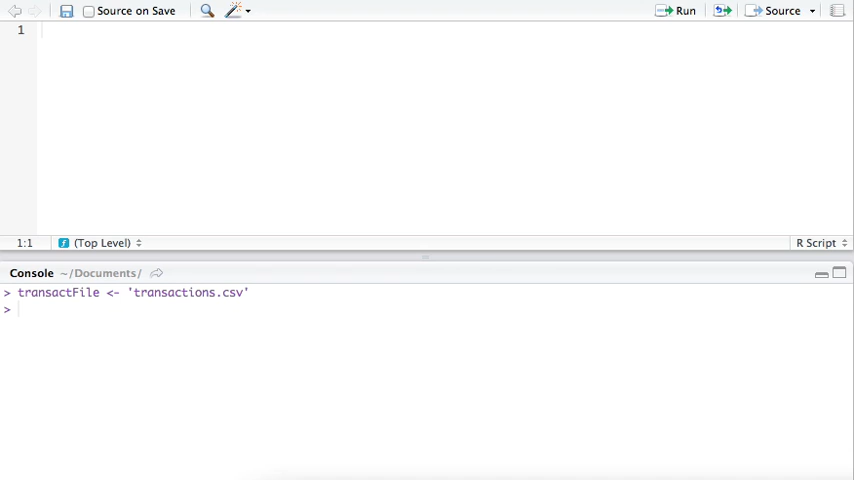 Source on Save Run Source
1
1:1 (Top Level) R Script
Console ~/Documents/
> transactFile <- 'transactions.csv'
>